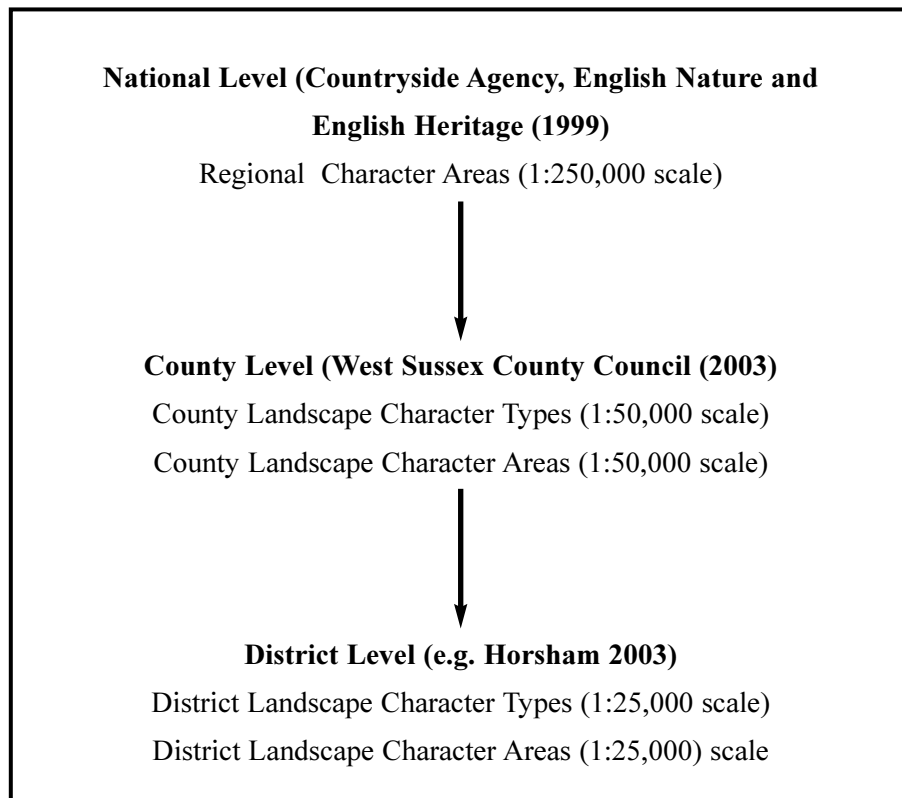 National Level (Countryside Agency, English Nature and
English Heritage (1999)
Regional Character Areas (1:250,000 scale)
County Level (West Sussex County Council (2003)
County Landscape Character Types (1:50,000 scale)
County Landscape Character Areas (1:50,000 scale)
District Level (e.g. Horsham 2003)
District Landscape Character Types (1:25,000 scale)
District Landscape Character Areas (1:25,000) scale